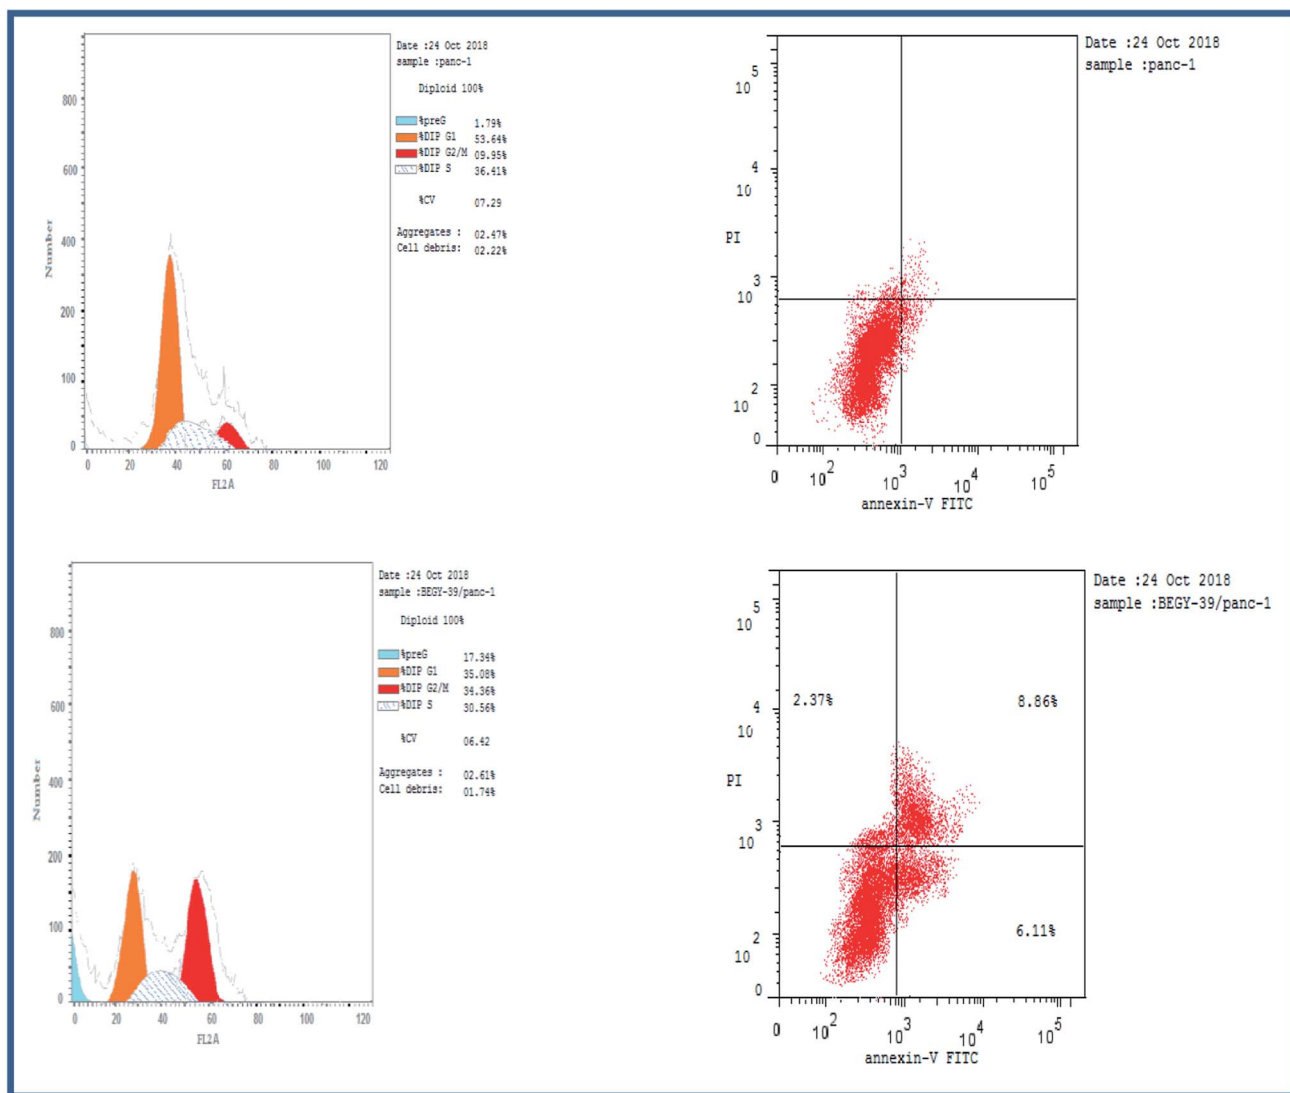 Date :24 Oct 2018
sample :panc-1
Diploid 100%
%preG 1.79%
%DIP G1 53.64%
%DIP G2/M 09.95%
%DIP S 36.41%
%CV 07.29
Aggregates : 02.47%
Cell debris: 02.22%
Number
800
600
400
200
100
0
0 20 40 60 80 100 120
FL2A
Date :24 Oct 2018
sample :panc-1
10 5
10 4
PI
10 3
10 2
0
0 10 2 10 3 10 4 10 5
annexin-V FITC
Date :24 Oct 2018
sample :BEGY-39/panc-1
Diploid 100%
%preG 17.34%
%DIP G1 35.08%
%DIP G2/M 34.36%
%DIP S 30.56%
%CV 06.42
Aggregates : 02.61%
Cell debris: 01.74%
Number
800
600
400
200
100
0
0 20 40 60 80 100 120
FL2A
Date :24 Oct 2018
sample :BEGY-39/panc-1
10 5
2.37% 8.86%
10 4
PI
10 3
6.11%
10 2
0
0 10 2 10 3 10 4 10 5
annexin-V FITC